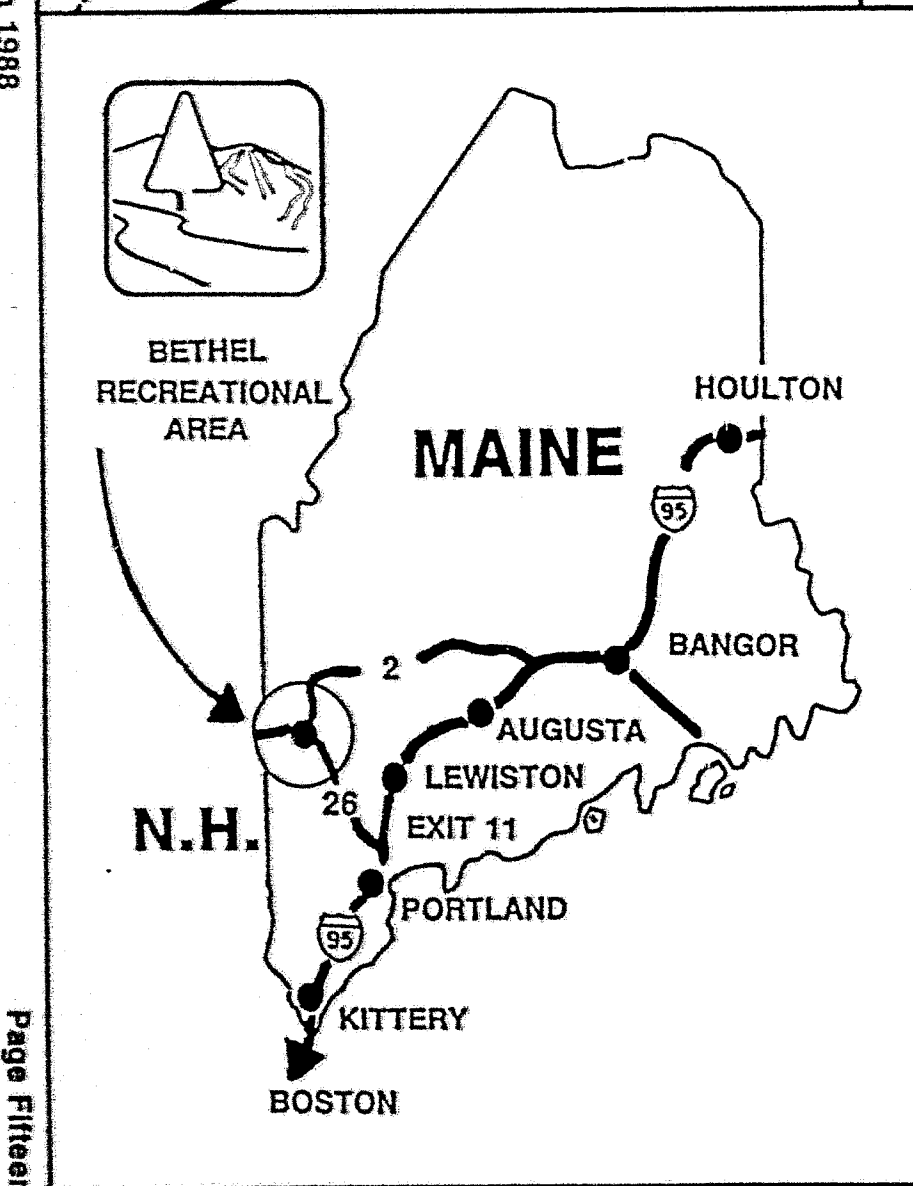 1988
BETHEL
RECREATIONAL
AREA
HOULTON
MAINE
95
BANGOR
2
AUGUSTA
LEWISTON
26
N.H.
EXIT 11
PORTLAND
95
KITTERY
BOSTON
Page Fifteen